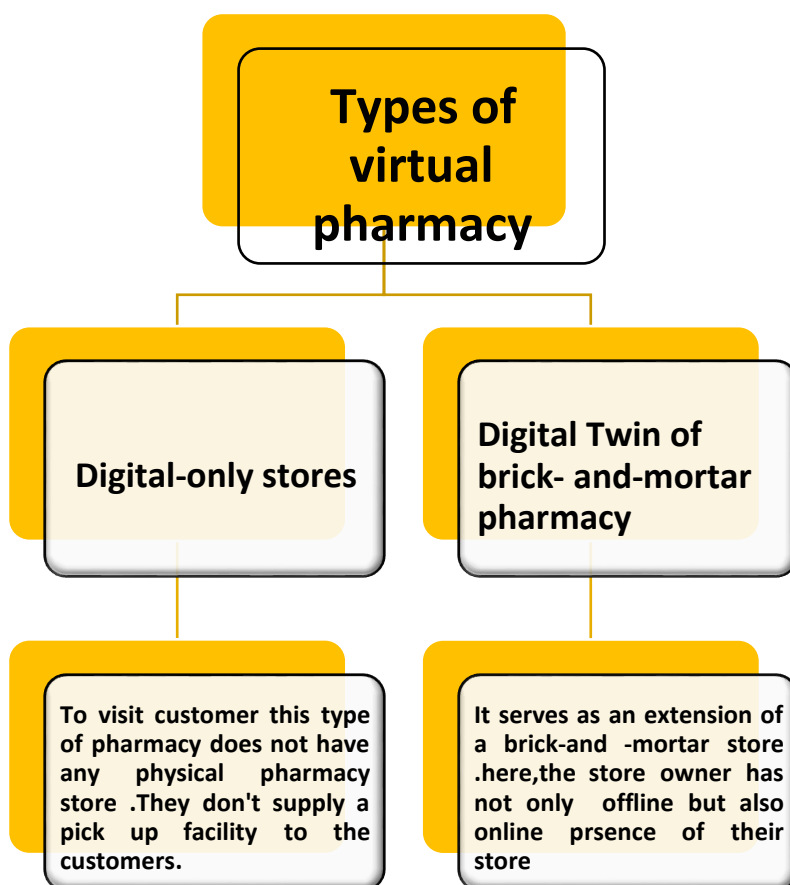 Types of
virtual
pharmacy
Digital-only stores
Digital Twin of
brick- and-mortar
pharmacy
To visit customer this type
of pharmacy does not have
any physical pharmacy
store .They don't supply a
pick up facility to the
customers.
It serves as an extension of
a brick-and -mortar store
.here,the store owner has
not only offline but also
online prsence of their
store